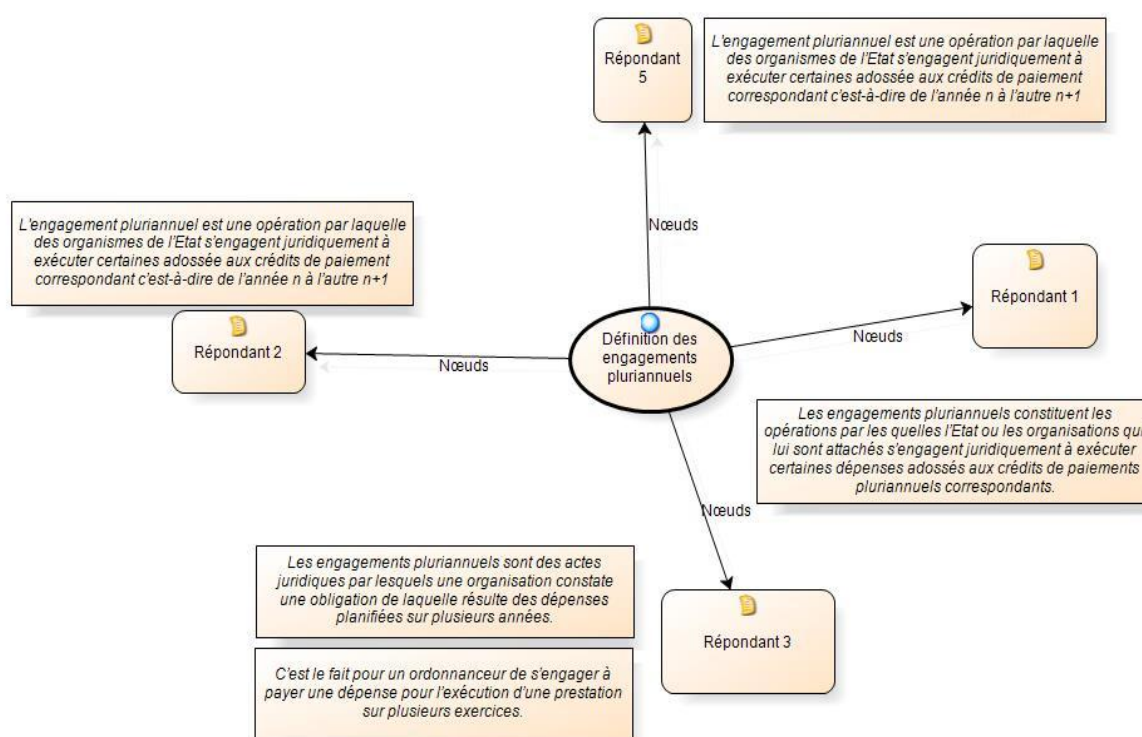 Répondant
5
L'engagement pluriannuel est une opération par laquelle
des organismes de l'Etat s'engagent juridiquement à
exécuter certaines adossée aux crédits de paiement
correspondant c'est-à-dire de l'année n à l'autre n+1
L'engagement pluriannuel est une opération par laquelle
des organismes de l'Etat s'engagent juridiquement à
exécuter certaines adossée aux crédits de paiement
correspondant c'est-à-dire de l'année n à l'autre n+1
Nœuds
Répondant 1
Répondant 2
Nœuds
Définition des
engagements
pluriannuels
Nœuds
Les engagements pluriannuels constituent les
opérations par les quelles l'Etat ou les organisations qui
lui sont attachés s'engagent juridiquement à exécuter
certaines dépenses adossés aux crédits de paiements
pluriannuels correspondants.
Nœuds
Les engagements pluriannuels sont des actes
juridiques par lesquels une organisation constate
une obligation de laquelle résulte des dépenses
planifiées sur plusieurs années.
Répondant 3
C'est le fait pour un ordonnanceur de s'engager à
payer une dépense pour l'exécution d'une prestation
sur plusieurs exercices.